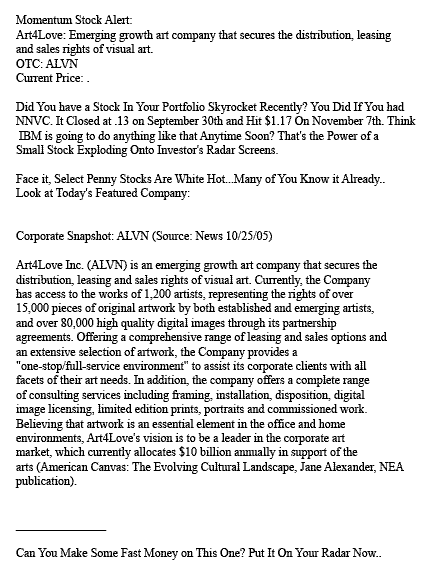 Momentum Stock Alert:
Art4Love: Emerging growth art company that secures the distribution, leasing
and sales rights of visual art.
OTC: ALVN
Current Price: .
Did You have a Stock In Your Portfolio Skyrocket Recently? You Did If You had
NNVC. It Closed at .13 on September 30th and Hit $1.17 On November 7th. Think
IBM is going to do anything like that Anytime Soon? That's the Power of a
Small Stock Exploding Onto Investor's Radar Screens.
Face it, Select Penny Stocks Are White Hot...Many of You Know it Already..
Look at Today's Featured Company:
Corporate Snapshot: ALVN (Source: News 10/25/05)
Art4Love Inc. (ALVN) is an emerging growth art company that secures the
distribution, leasing and sales rights of visual art. Currently, the Company
has access to the works of 1,200 artists, representing the rights of over
15,000 pieces of original artwork by both established and emerging artists,
and over 80,000 high quality digital images through its partnership
agreements. Offering a comprehensive range of leasing and sales options and
an extensive selection of artwork, the Company provides a
"one-stop/full-service environment" to assist its corporate clients with all
facets of their art needs. In addition, the company offers a complete range
of consulting services including framing, installation, disposition, digital
image licensing, limited edition prints, portraits and commissioned work.
Believing that artwork is an essential element in the office and home
environments, Art4Love's vision is to be a leader in the corporate art
market, which currently allocates $10 billion annually in support of the
arts (American Canvas: The Evolving Cultural Landscape, Jane Alexander, NEA
publication).
Can You Make Some Fast Money on This One? Put It On Your Radar Now..